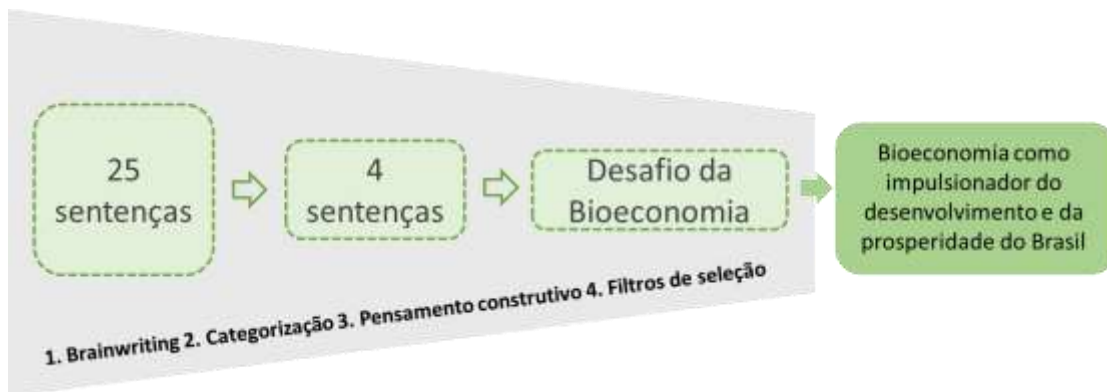 25
sentenças
4
sentenças
Desafio da
Bioeconomia
Bioeconomia como
impulsionador do
desenvolvimento e da
prosperidade do Brasil
1. Brainwriting 2. Categorização 3. Pensamento construtivo 4. Filtros de seleção